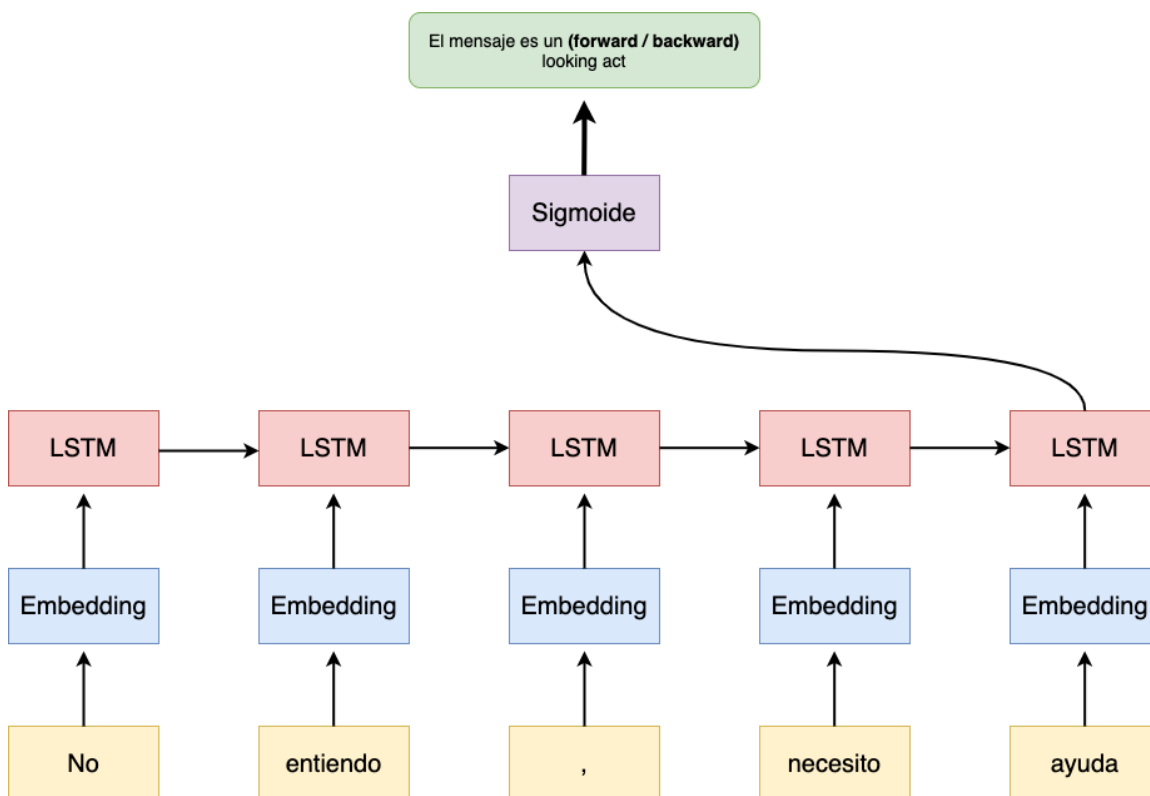 El mensaje es un (forward / backward)
looking act
Sigmoide
LSTM LSTM LSTM LSTM LSTM
Embedding Embedding Embedding Embedding Embedding
No entiendo , necesito ayuda